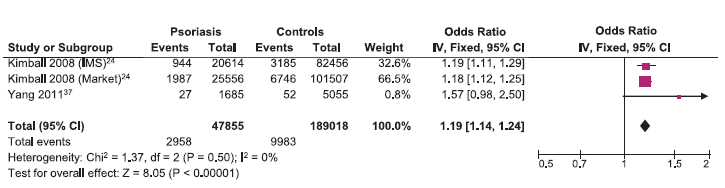 Psoriasis Controls Odds Ratio Odds Ratio
Study or Subgroup Events Total Events Total Weight IV, Fixed, 95% CI IV, Fixed, 95% CI
Kimball 2008 (IMS)24 944 20614 3185 82456 32.6% 1.19 [1.11, 1.29]
Kimball 2008 (Market)24 1987 25556 6746 101507 66.5% 1.18 [1.12, 1.25]
Yang 201137 27 1685 52 5055 0.8% 1.57 [0.98, 2.50]
Total (95% CI) 47855 189018 100.0% 1.19 [1.14, 1.24]
Total events 2958 9983
Heterogeneity: Chi2 = 1.37, df = 2 (P = 0.50); I2 = 0%
Test for overall effect: Z = 8.05 (P < 0.00001)
0.5 0.7 1 1.5 2